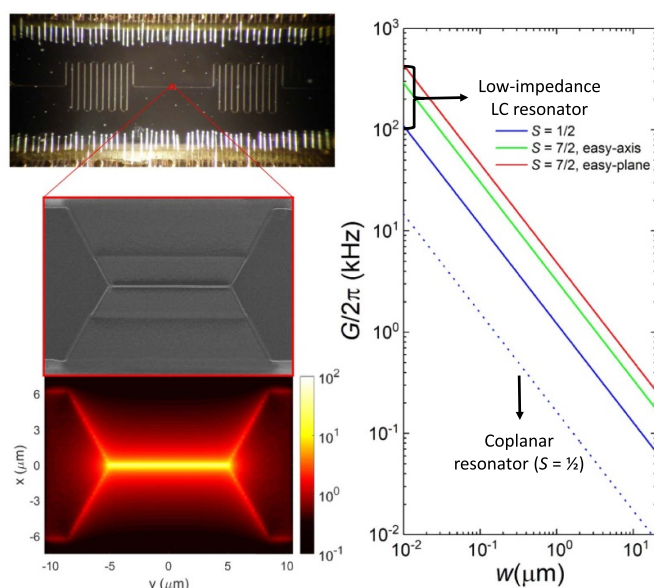 10³
10²
10¹
10⁰
10⁻¹
10⁻²
G/2π (kHz)
Low-impedance
LC resonator
S = 1/2
S = 7/2, easy-axis
S = 7/2, easy-plane
Coplanar
resonator (S = ½)
10⁻² 10⁻¹ 10⁰ 10¹
w(μm)
6
3
0
-3
-6
x (μm)
10²
10¹
10⁰
10⁻¹
-10 -5 0 5 10
y (μm)